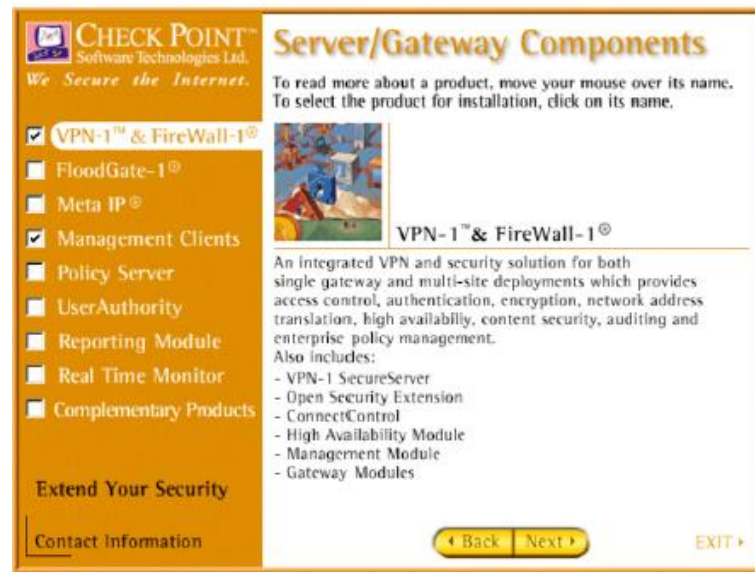 CHECK POINT™
Software Technologies Ltd.
We Secure the Internet.
VPN-1™ & FireWall-1®
FloodGate-1®
Meta IP®
Management Clients
Policy Server
UserAuthority
Reporting Module
Real Time Monitor
Complementary Products
Extend Your Security
Contact Information
Server/Gateway Components
To read more about a product, move your mouse over its name.
To select the product for installation, click on its name.
VPN-1™& FireWall-1®
An integrated VPN and security solution for both
single gateway and multi-site deployments which provides
access control, authentication, encryption, network address
translation, high availabiliy, content security, auditing and
enterprise policy management.
Also includes:
- VPN-1 SecureServer
- Open Security Extension
- ConnectControl
- High Availability Module
- Management Module
- Gateway Modules
Back Next
EXIT